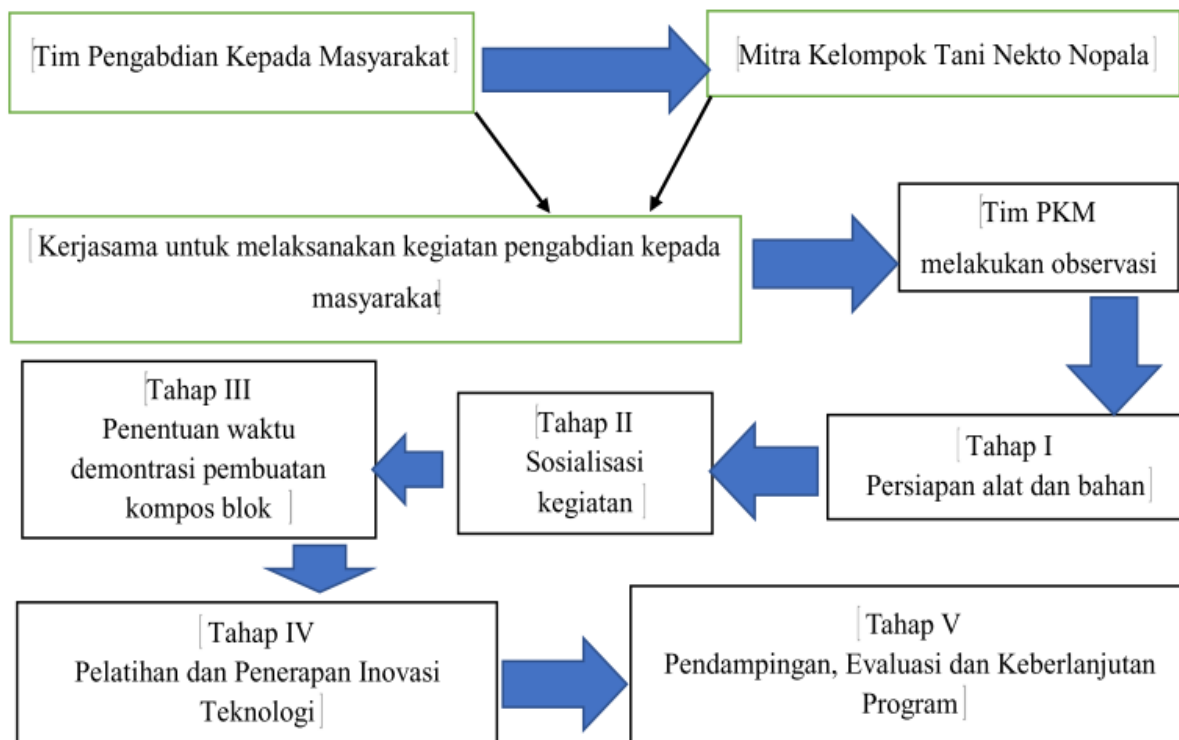 Tim Pengabdian Kepada Masyarakat
Mitra Kelompok Tani Nekto Nopala
Kerjasama untuk melaksanakan kegiatan pengabdian kepada
masyarakat
Tim PKM
melakukan observasi
Tahap I
Persiapan alat dan bahan
Tahap II
Sosialisasi
kegiatan
Tahap III
Penentuan waktu
demontrasi pembuatan
kompos blok
Tahap IV
Pelatihan dan Penerapan Inovasi
Teknologi
Tahap V
Pendampingan, Evaluasi dan Keberlanjutan
Program